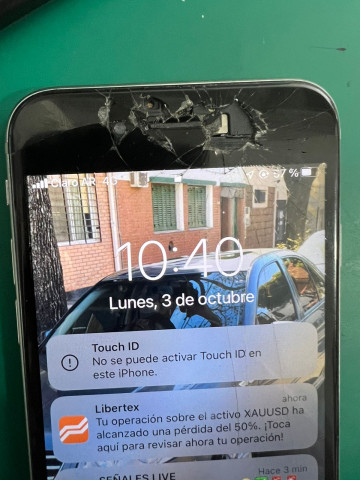 Claro AR 4G 57%
10:40
Lunes, 3 de octubre
Touch ID
No se puede activar Touch ID en
este iPhone.
Libertex ahora
Tu operación sobre el activo XAUUSD ha
alcanzado una pérdida del 50%. ¡Toca
aquí para revisar ahora tu operación!
SEÑALES LIVE Hace 3 min